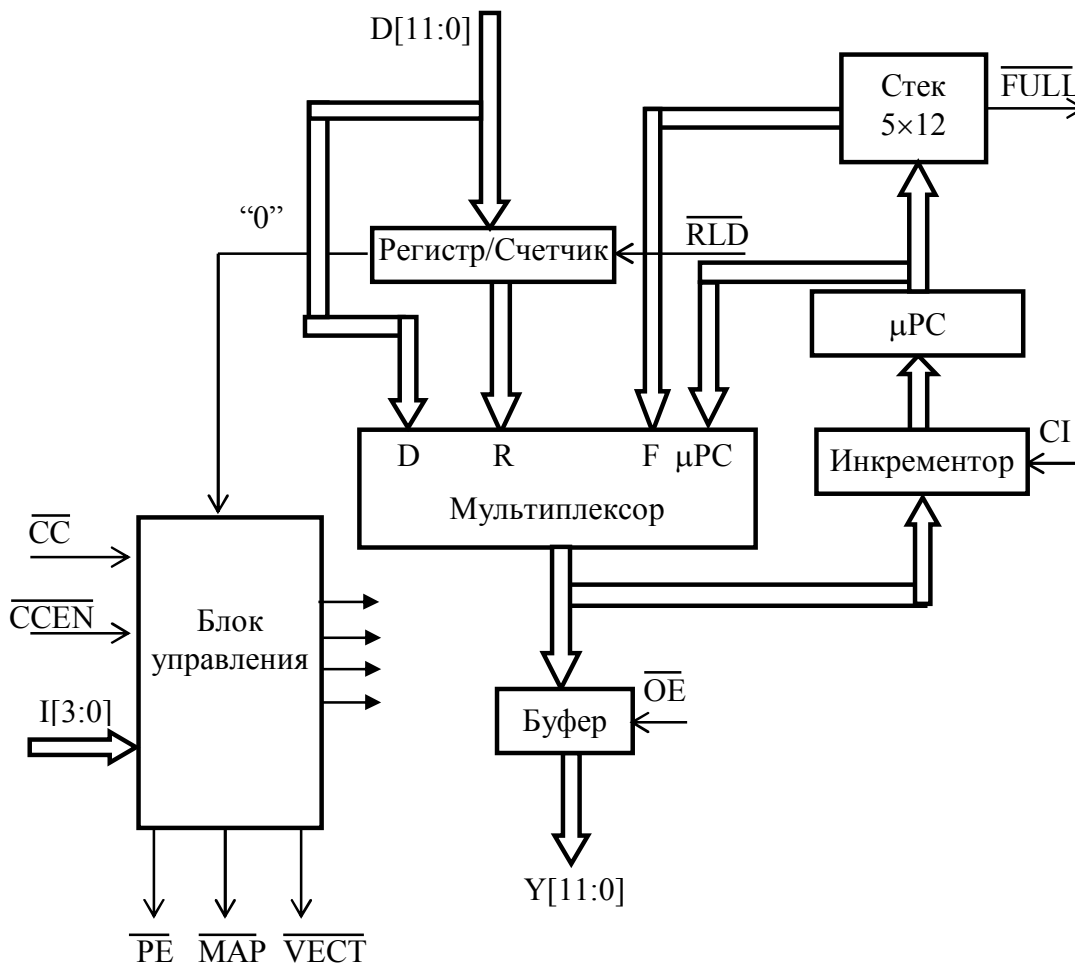 D[11:0]
Стек
5×12
FULL
“0”
Регистр/Счетчик
RLD
μPC
D R F μPC
Мультиплексор
CI
Инкрементор
CC
CCEN
I[3:0]
Блок
управления
OE
Буфер
Y[11:0]
PE MAP VECT